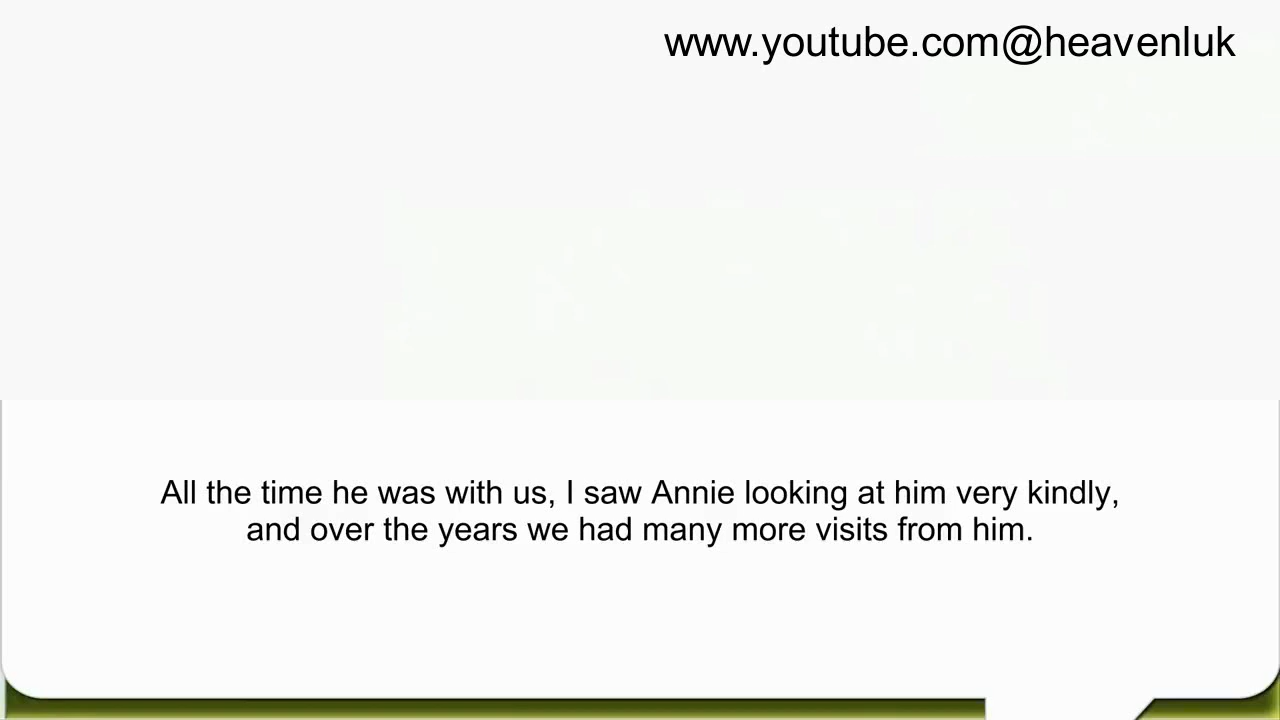 www.youtube.com@heavenluk
All the time he was with us, I saw Annie looking at him very kindly,
and over the years we had many more visits from him.